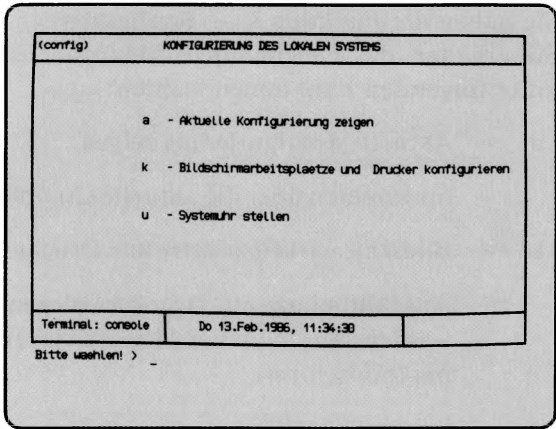 (config) KONFIGURIERUNG DES LOKALEN SYSTEMS
a - Aktuelle Konfigurierung zeigen
k - Bildschirmarbeitsplaetze und Drucker konfigurieren
u - Systemuhr stellen
Terminal: console Do 13.Feb.1986, 11:34:30
Bitte waehlen! > _